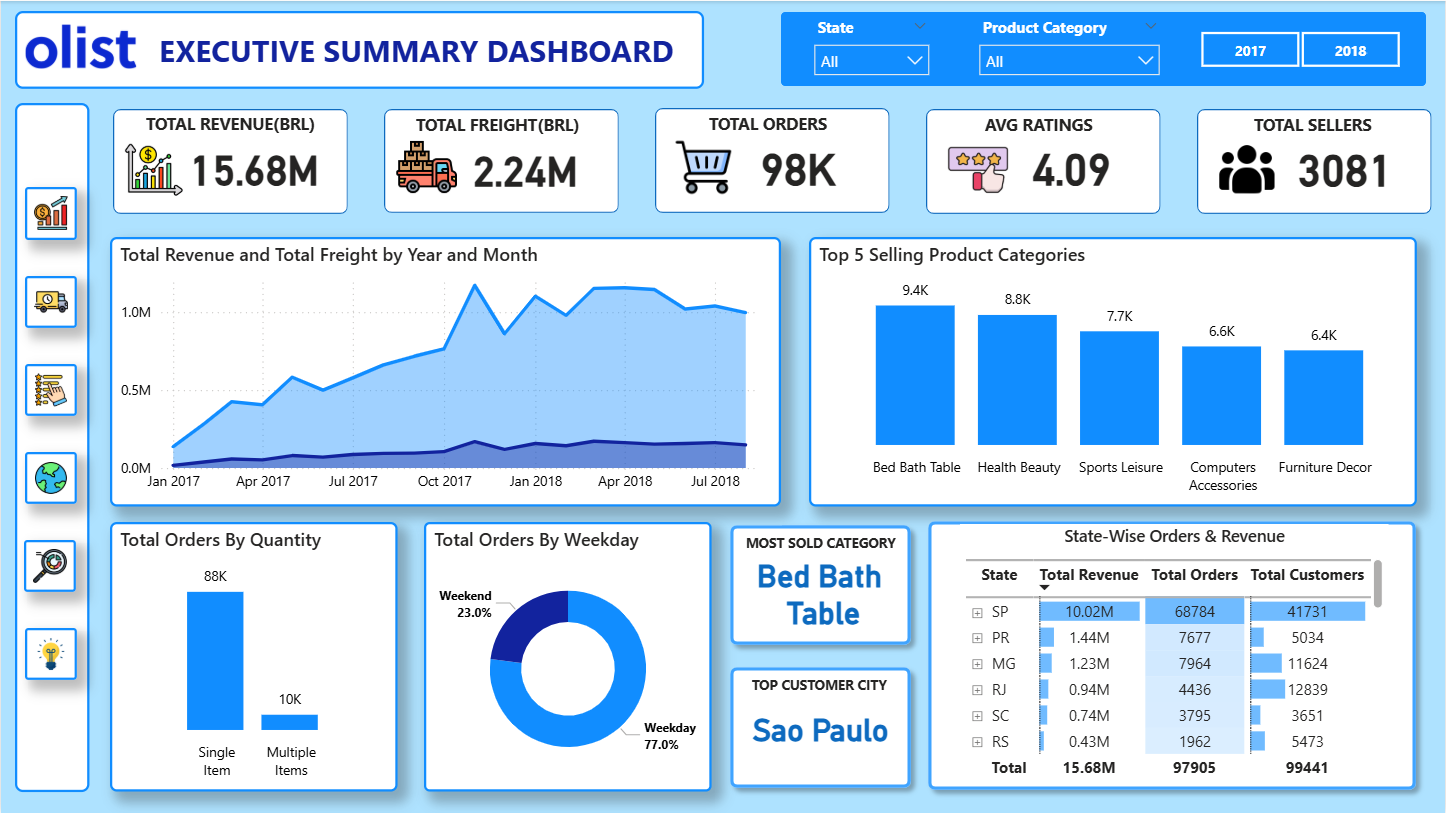 olist EXECUTIVE SUMMARY DASHBOARD
State
All
Product Category
All
2017
2018
TOTAL REVENUE(BRL)
15.68M
TOTAL FREIGHT(BRL)
2.24M
TOTAL ORDERS
98K
AVG RATINGS
4.09
TOTAL SELLERS
3081
Total Revenue and Total Freight by Year and Month
1.0M
0.5M
0.0M
Jan 2017 Apr 2017 Jul 2017 Oct 2017 Jan 2018 Apr 2018 Jul 2018
Top 5 Selling Product Categories
9.4K 8.8K 7.7K 6.6K 6.4K
Bed Bath Table Health Beauty Sports Leisure Computers Accessories Furniture Decor
Total Orders By Quantity
88K
10K
Single Item
Multiple Items
Total Orders By Weekday
Weekend
23.0%
Weekday
77.0%
MOST SOLD CATEGORY
Bed Bath
Table
TOP CUSTOMER CITY
Sao Paulo
State-Wise Orders & Revenue
State Total Revenue Total Orders Total Customers
SP 10.02M 68784 41731
PR 1.44M 7677 5034
MG 1.23M 7964 11624
RJ 0.94M 4436 12839
SC 0.74M 3795 3651
RS 0.43M 1962 5473
Total 15.68M 97905 99441